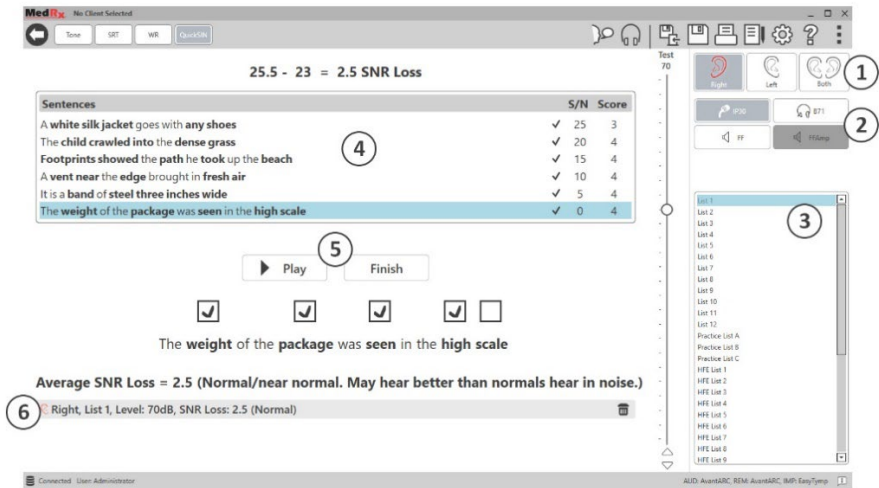 MedRx No Client Selected
Tone SRT WR QuickSIN
25.5 - 23 = 2.5 SNR Loss
Sentences S/N Score
A white silk jacket goes with any shoes ✓ 25 3
The child crawled into the dense grass ✓ 20 4
Footprints showed the path he took up the beach ✓ 15 4
A vent near the edge brought in fresh air ✓ 10 4
It is a band of steel three inches wide ✓ 5 4
The weight of the package was seen in the high scale ✓ 0 4
4
5
Play Finish
The weight of the package was seen in the high scale
Average SNR Loss = 2.5 (Normal/near normal. May hear better than normals hear in noise.)
6
Right, List 1, Level: 70dB, SNR Loss: 2.5 (Normal)
Test
70
Right Left Both
1
IP30 B71
2
FF FF&mp
3
List 1
List 2
List 3
List 4
List 5
List 6
List 7
List 8
List 9
List 10
List 11
List 12
Practice List A
Practice List B
Practice List C
HFE List 1
HFE List 2
HFE List 3
HFE List 4
HFE List 5
HFE List 6
HFE List 7
HFE List 8
HFE List 9
Connected User: Administrator
AUD: AvantARC, REM: AvantARC, IMP: EasyTymp